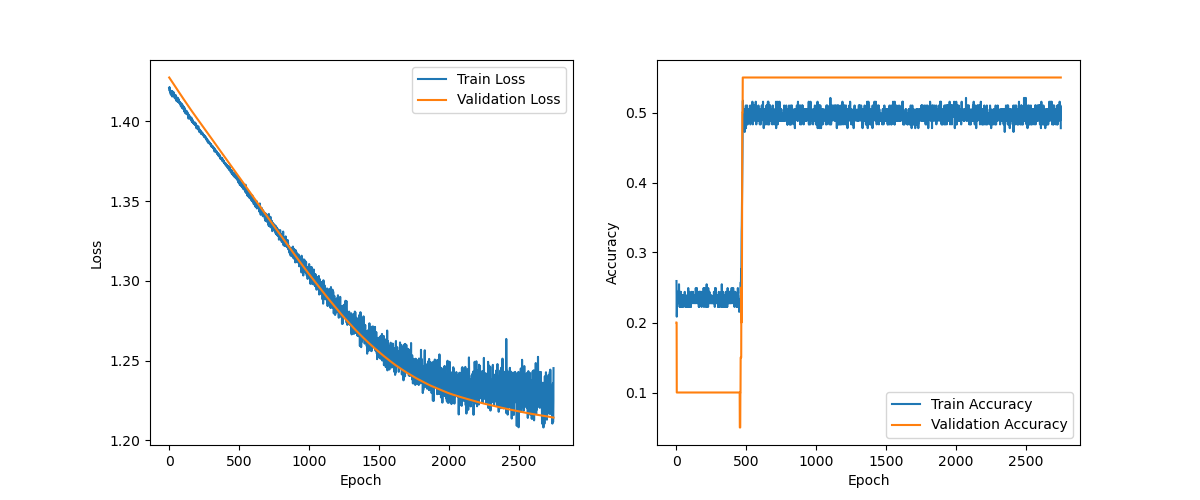 Train Loss
Validation Loss
1.40
1.35
1.30
1.25
1.20
Loss
0 500 1000 1500 2000 2500
Epoch
0.5
0.4
0.3
0.2
0.1
Accuracy
Train Accuracy
Validation Accuracy
0 500 1000 1500 2000 2500
Epoch